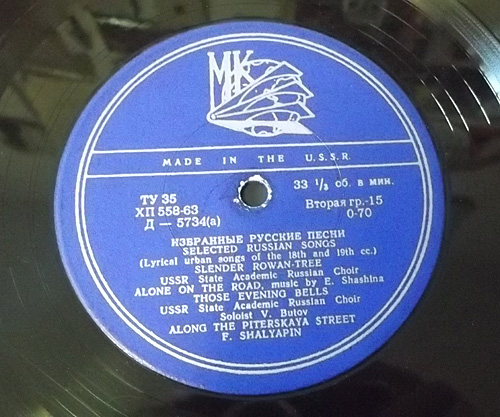 MK
MADE IN THE U.S.S.R.
ТУ 35
ХП 558-63
Д — 5734(а)
33 1/3 об. в мин.
Вторая гр.-15
0-70
ИЗБРАННЫЕ РУССКИЕ ПЕСНИ
SELECTED RUSSIAN SONGS
(Lyrical urban songs of the 18th and 19th cc.)
SLENDER ROWAN-TREE
USSR State Academic Russian Choir
ALONE ON THE ROAD, music by E. Shashina
THOSE EVENING BELLS
USSR State Academic Russian Choir
Soloist V. Butov
ALONG THE PITERSKAYA STREET
F. SHALYAPIN